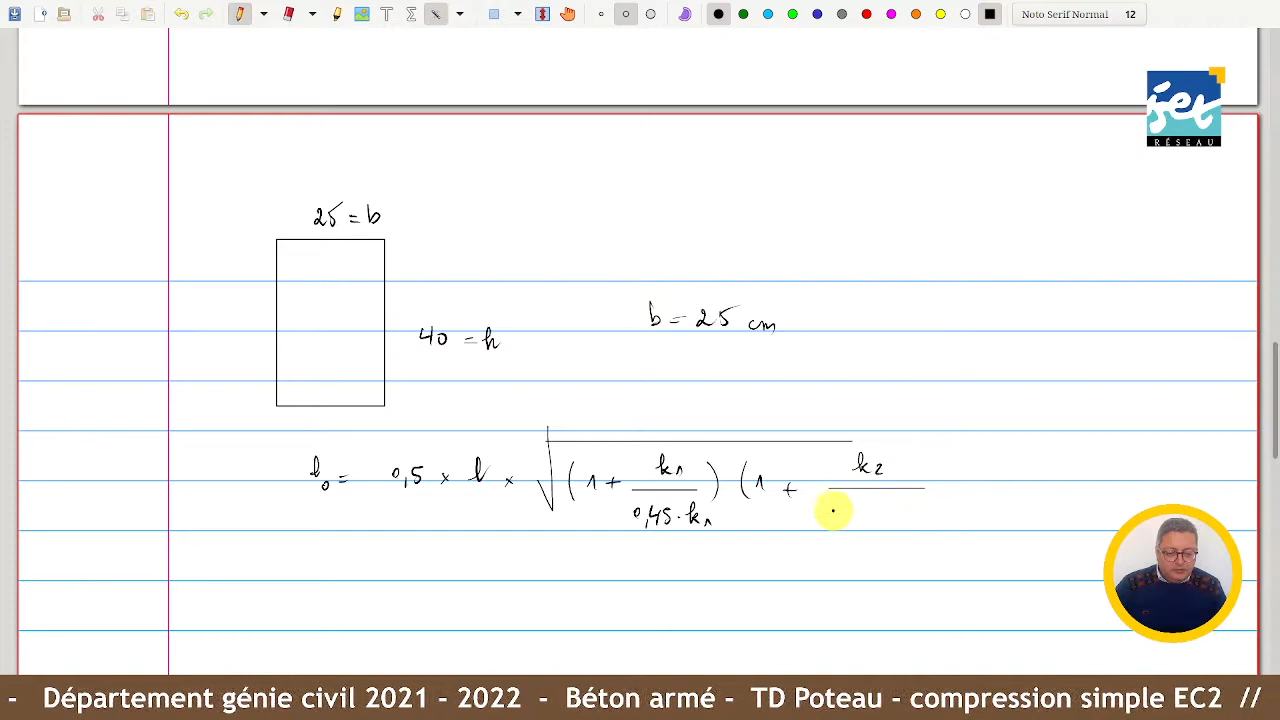 Noto Serif Normal 12
iset
RÉSEAU
25 = b
40 = h
b = 25 cm
l₀ = 0,5 × l × √(1 + k₁/0,45·k₁) (1 + k₂/
- Département génie civil 2021 - 2022 - Béton armé - TD Poteau - compression simple EC2 //